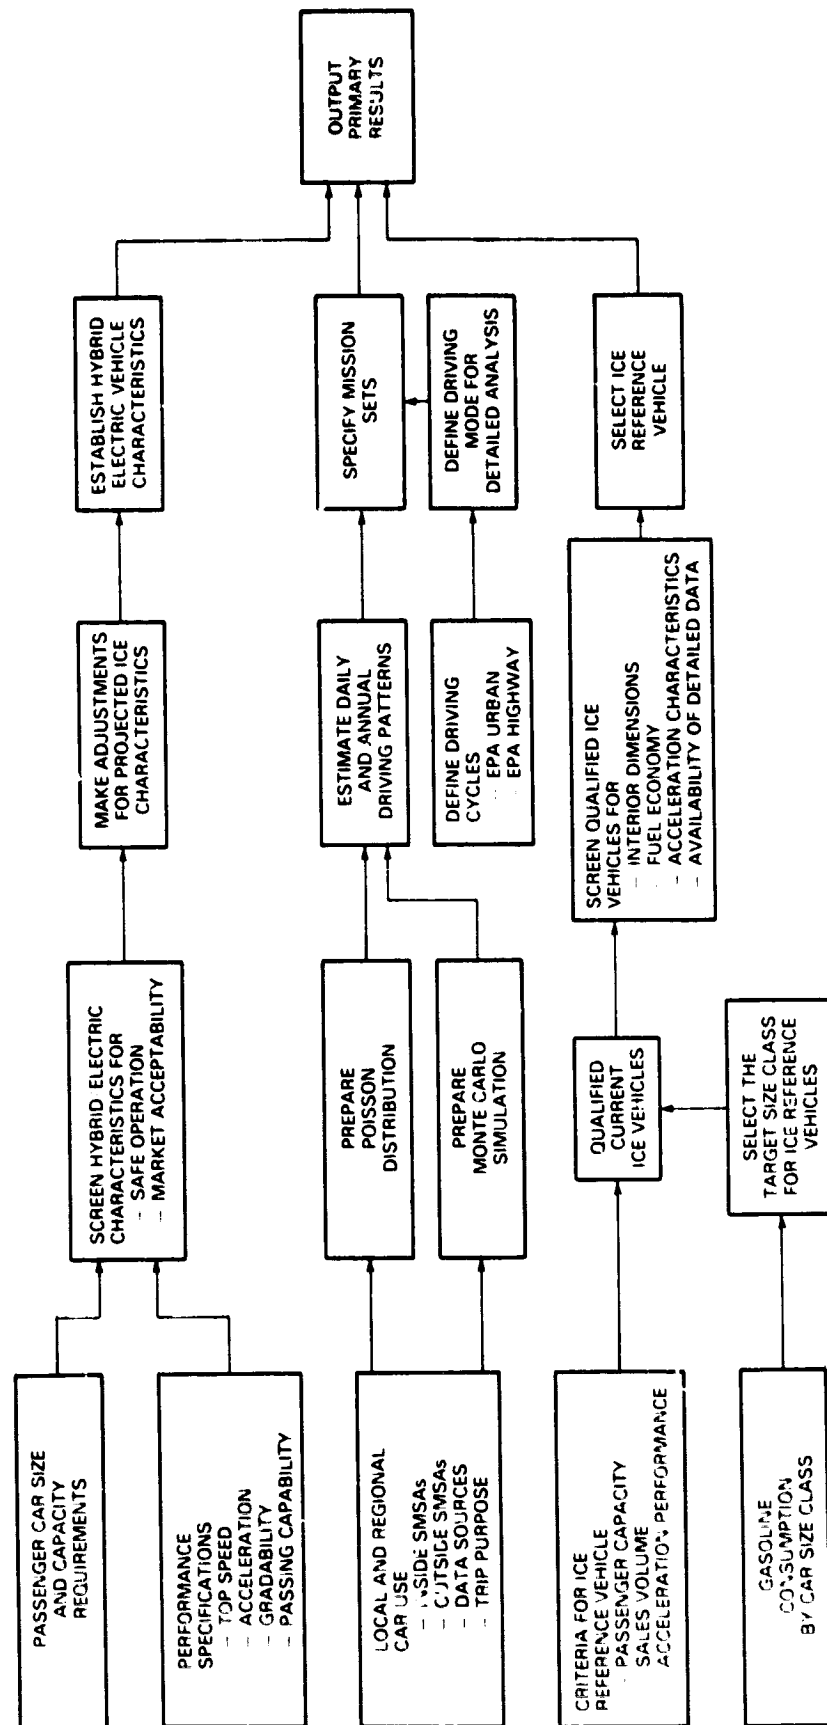 PASSENGER CAR SIZE
AND CAPACITY
REQUIREMENTS
PERFORMANCE
SPECIFICATIONS
– TOP SPEED
– ACCELERATION
– GRADABILITY
– PASSING CAPABILITY
SCREEN HYBRID ELECTRIC
CHARACTERISTICS FOR
– SAFE OPERATION
– MARKET ACCEPTABILITY
MAKE ADJUSTMENTS
FOR PROJECTED ICE
CHARACTERISTICS
ESTABLISH HYBRID
ELECTRIC VEHICLE
CHARACTERISTICS
LOCAL AND REGIONAL
CAR USE
– INSIDE SMSAs
– OUTSIDE SMSAs
– DATA SOURCES
– TRIP PURPOSE
PREPARE
POISSON
DISTRIBUTION
PREPARE
MONTE CARLO
SIMULATION
ESTIMATE DAILY
AND ANNUAL
DRIVING PATTERNS
DEFINE DRIVING
CYCLES
– EPA URBAN
– EPA HIGHWAY
SPECIFY MISSION
SETS
DEFINE DRIVING
MODE FOR
DETAILED ANALYSIS
OUTPUT
PRIMARY
RESULTS
CRITERIA FOR ICE
REFERENCE VEHICLE
– PASSENGER CAPACITY
SALES VOLUME
ACCELERATION PERFORMANCE
GASOLINE
CONSUMPTION
BY CAR SIZE CLASS
QUALIFIED
CURRENT
ICE VEHICLES
SELECT THE
TARGET SIZE CLASS
FOR ICE REFERENCE
VEHICLES
SCREEN QUALIFIED ICE
VEHICLES FOR
– INTERIOR DIMENSIONS
– FUEL ECONOMY
– ACCELERATION CHARACTERISTICS
– AVAILABILITY OF DETAILED DATA
SELECT ICE
REFERENCE
VEHICLE